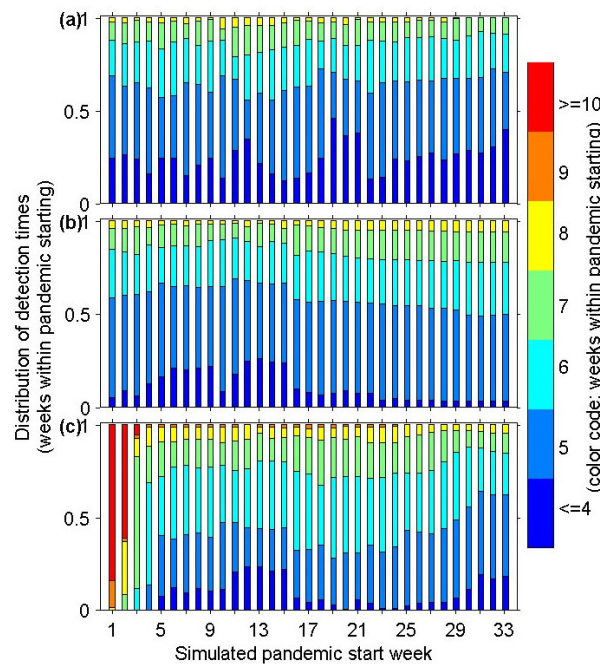 (a)
1
0.5
0
(b)
1
0.5
0
(c)
1
0.5
0
Distribution of detection times
(weeks within pandemic starting)
1 5 9 13 17 21 25 29 33
Simulated pandemic start week
>=10
9
8
7
6
5
<=4
(color code: weeks within pandemic starting)